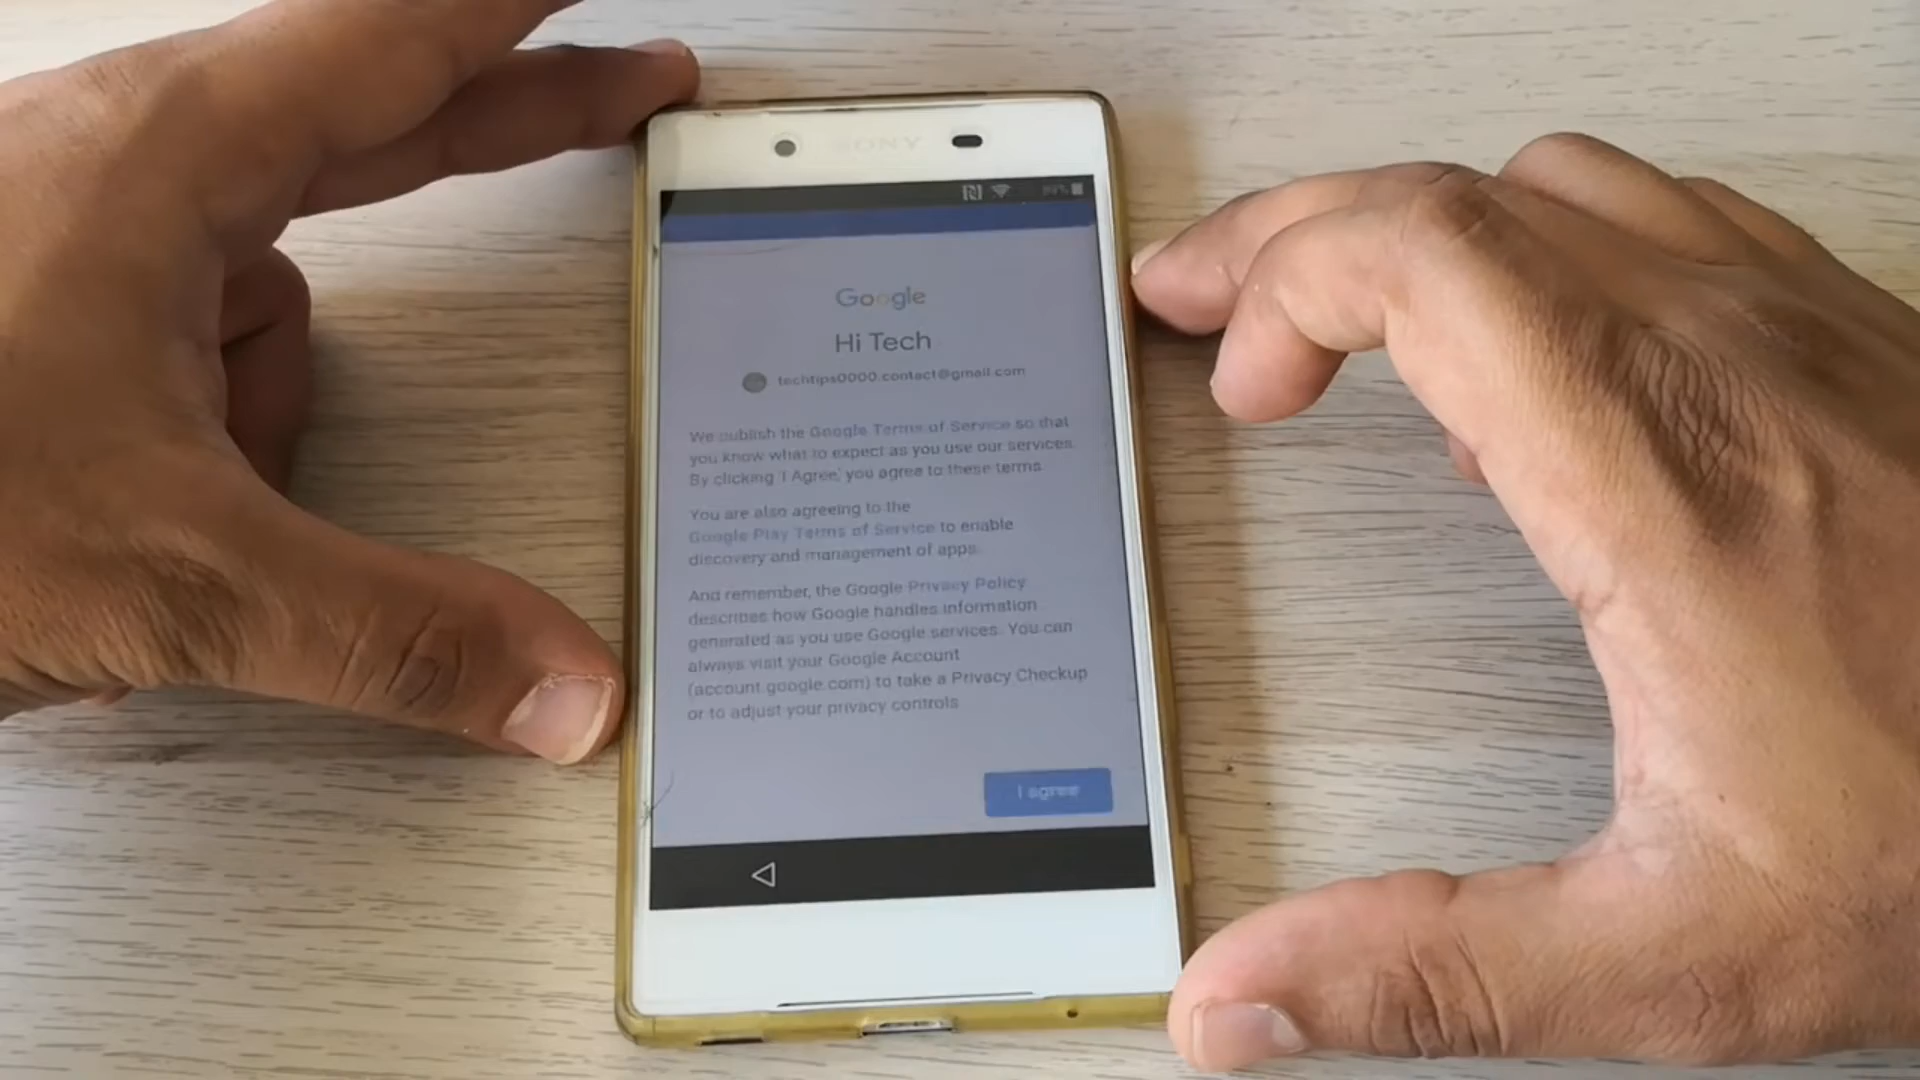 SONY
Google
Hi Tech
techtips0000.contact@gmail.com
We publish the Google Terms of Service so that
you know what to expect as you use our services.
By clicking 'I Agree,' you agree to these terms.
You are also agreeing to the
Google Play Terms of Service to enable
discovery and management of apps.
And remember, the Google Privacy Policy
describes how Google handles information
generated as you use Google services. You can
always visit your Google Account
(account.google.com) to take a Privacy Checkup
or to adjust your privacy controls
I agree